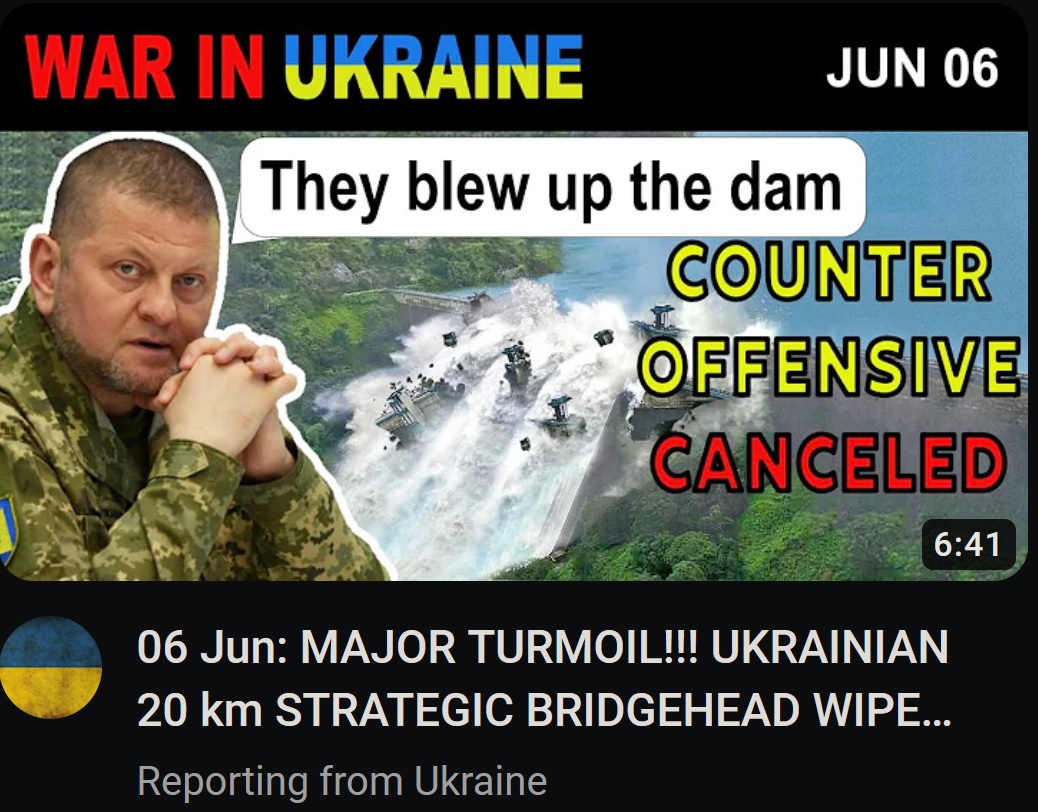 WAR IN UKRAINE
JUN 06
They blew up the dam
COUNTER
OFFENSIVE
CANCELED
6:41
06 Jun: MAJOR TURMOIL!!! UKRAINIAN
20 km STRATEGIC BRIDGEHEAD WIPE...
Reporting from Ukraine